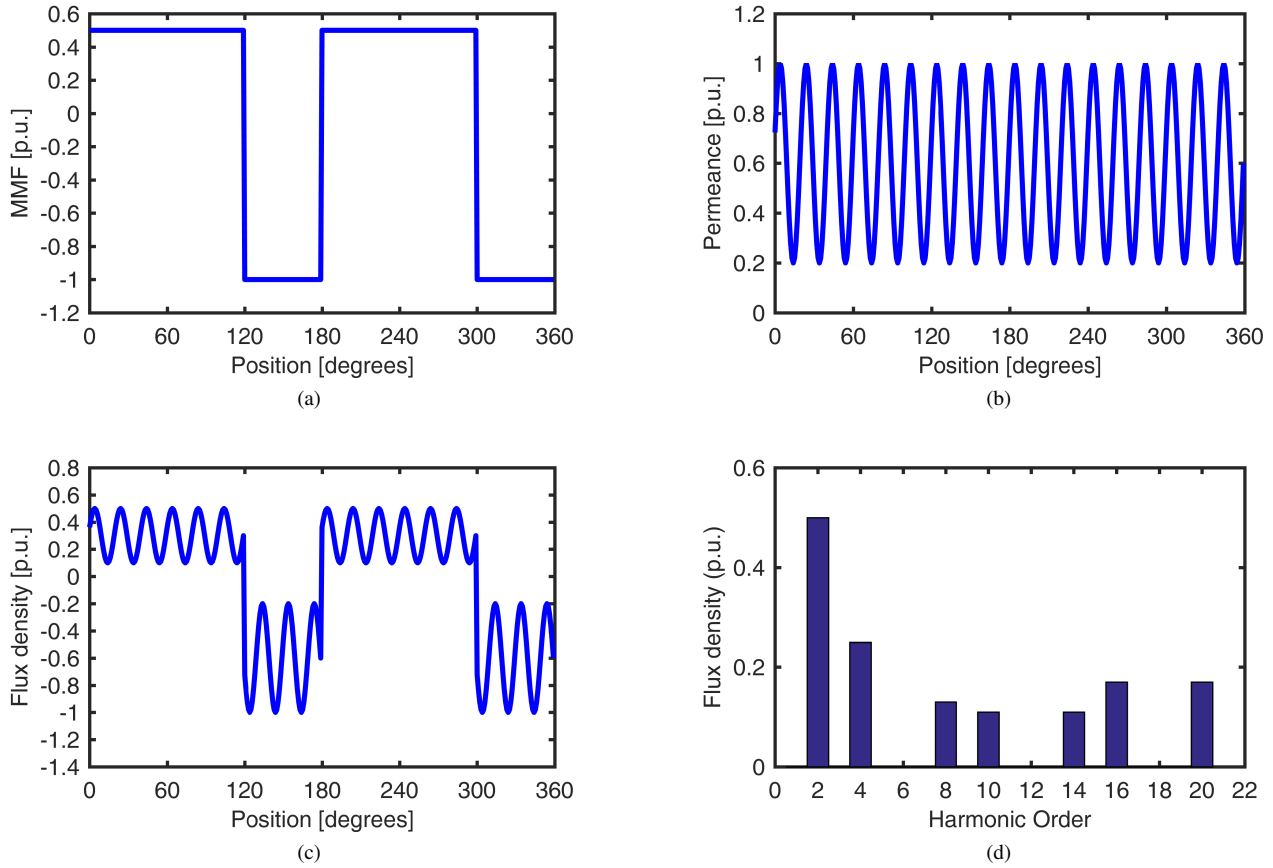 0.6
0.4
0.2
0
-0.2
-0.4
-0.6
-0.8
-1
-1.2
MMF [p.u.]
0 60 120 180 240 300 360
Position [degrees]
(a)
1.2
1
0.8
0.6
0.4
0.2
0
Permeance [p.u.]
0 60 120 180 240 300 360
Position [degrees]
(b)
0.8
0.6
0.4
0.2
0
-0.2
-0.4
-0.6
-0.8
-1
-1.2
-1.4
Flux density [p.u.]
0 60 120 180 240 300 360
Position [degrees]
(c)
0.6
0.4
0.2
0
Flux density (p.u.)
0 2 4 6 8 10 12 14 16 18 20 22
Harmonic Order
(d)